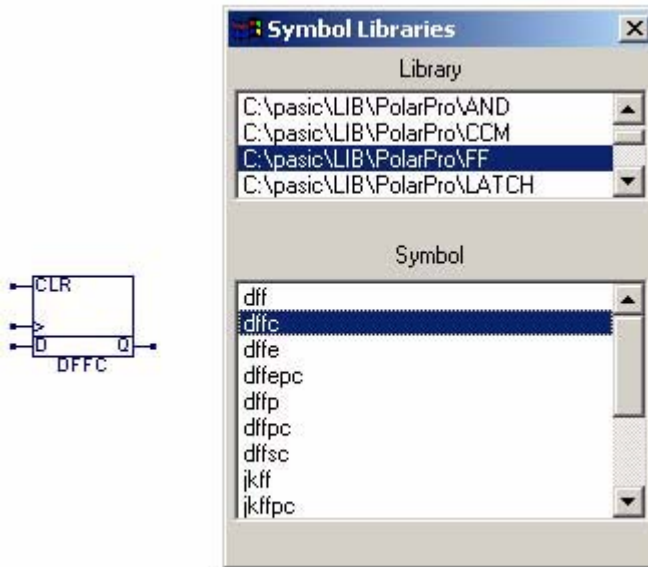 Symbol Libraries
Library
C:\pasic\LIB\PolarPro\AND
C:\pasic\LIB\PolarPro\CCM
C:\pasic\LIB\PolarPro\FF
C:\pasic\LIB\PolarPro\LATCH
Symbol
dff
dffc
dffe
dffepc
dffp
dffpc
dffsc
jkff
jkffpc
CLR
D Q
DFFC